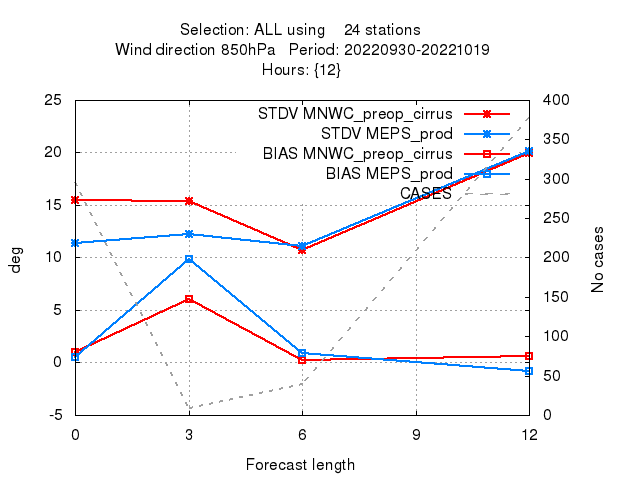 Selection: ALL using    24 stations
Wind direction 850hPa   Period: 20220930-20221019
Hours: {12}
25
20
15
10
5
0
-5
400
350
300
250
200
150
100
50
0
STDV MNWC_preop_cirrus
STDV MEPS_prod
BIAS MNWC_preop_cirrus
BIAS MEPS_prod
CASES
deg
No cases
0 3 6 9 12
Forecast length